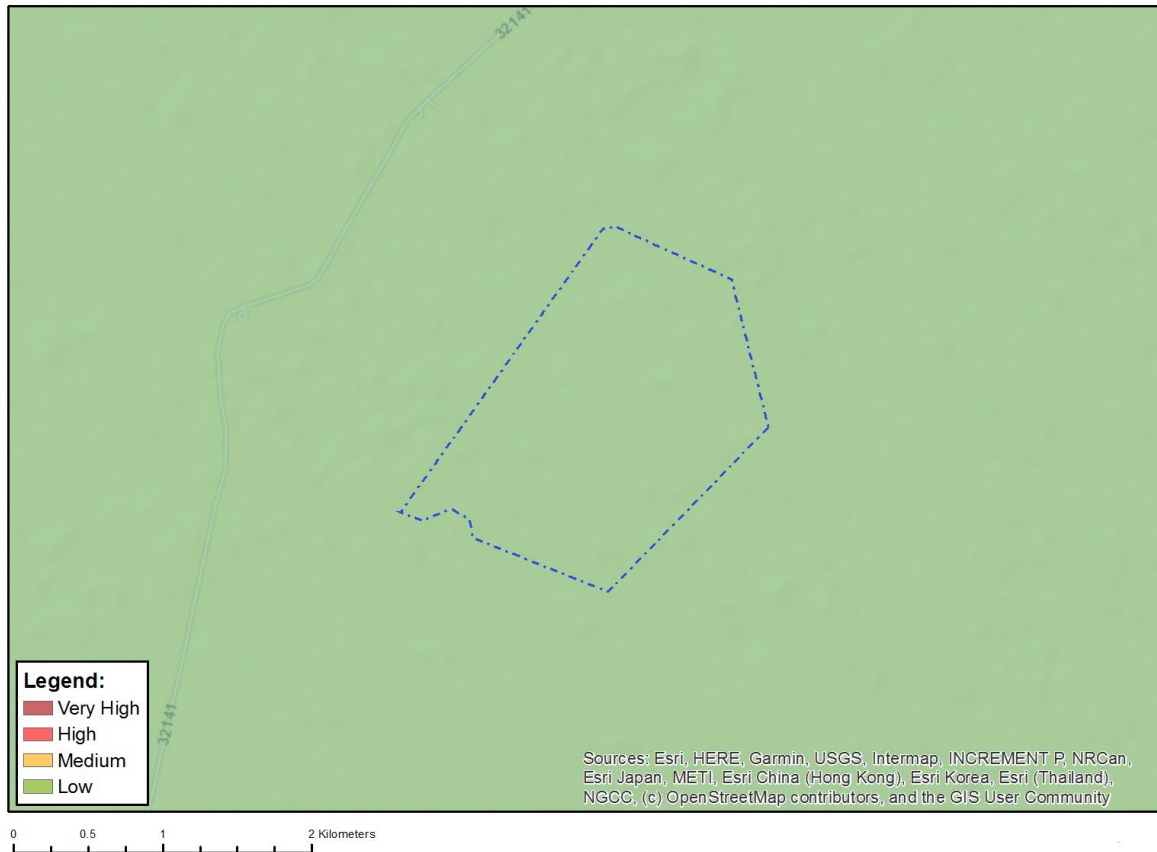 32141
32141
Legend:
Very High
High
Medium
Low
Sources: Esri, HERE, Garmin, USGS, Intermap, INCREMENT P, NRCan,
Esri Japan, METI, Esri China (Hong Kong), Esri Korea, Esri (Thailand),
NGCC, (c) OpenStreetMap contributors, and the GIS User Community
0 0.5 1 2 Kilometers